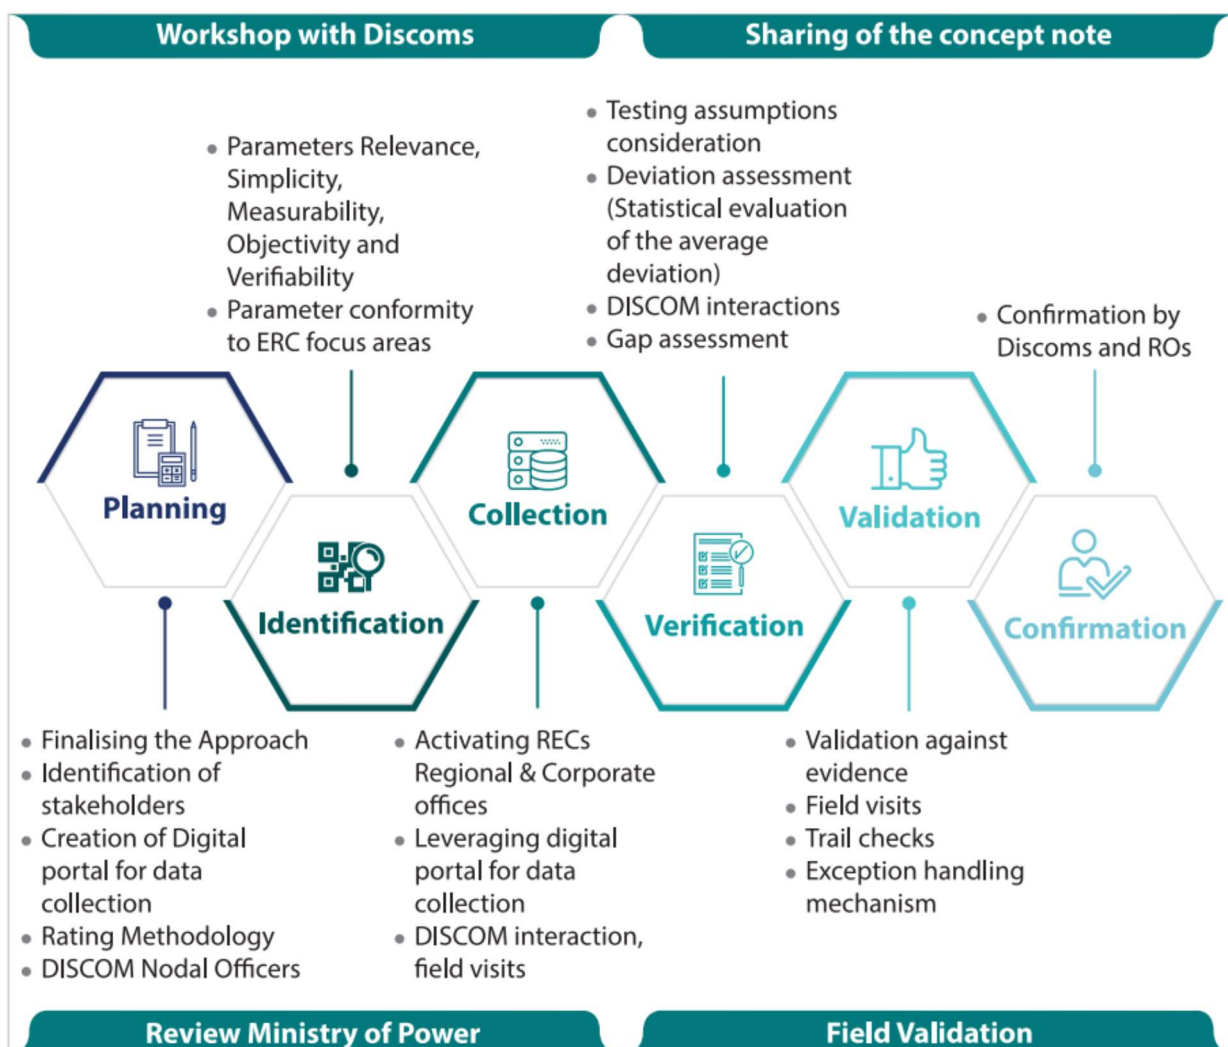 Workshop with Discoms
Sharing of the concept note
• Parameters Relevance,
Simplicity,
Measurability,
Objectivity and
Verifiability
• Parameter conformity
to ERC focus areas
• Testing assumptions
consideration
• Deviation assessment
(Statistical evaluation
of the average
deviation)
• DISCOM interactions
• Gap assessment
• Confirmation by
Discoms and ROs
Planning
Identification
Collection
Verification
Validation
Confirmation
• Finalising the Approach
• Identification of
stakeholders
• Creation of Digital
portal for data
collection
• Rating Methodology
• DISCOM Nodal Officers
• Activating RECs
Regional & Corporate
offices
• Leveraging digital
portal for data
collection
• DISCOM interaction,
field visits
• Validation against
evidence
• Field visits
• Trail checks
• Exception handling
mechanism
Review Ministry of Power
Field Validation